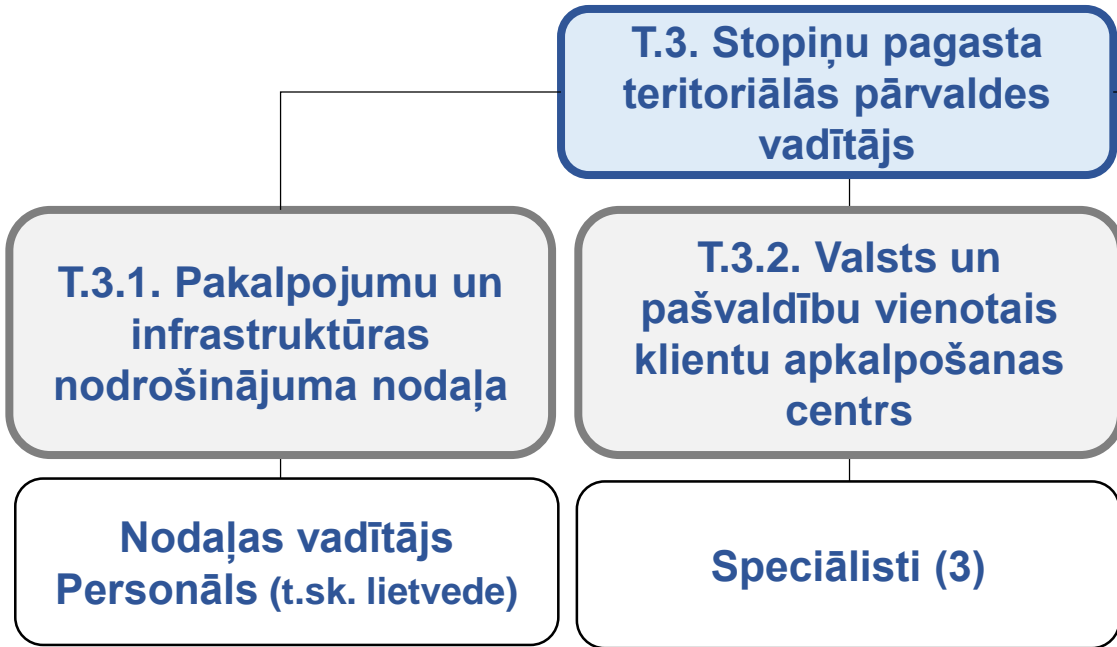 T.3. Stopiņu pagasta
teritoriālās pārvaldes
vadītājs
T.3.1. Pakalpojumu un
infrastruktūras
nodrošinājuma nodaļa
T.3.2. Valsts un
pašvaldību vienotais
klientu apkalpošanas
centrs
Nodaļas vadītājs
Personāls (t.sk. lietvede)
Speciālisti (3)